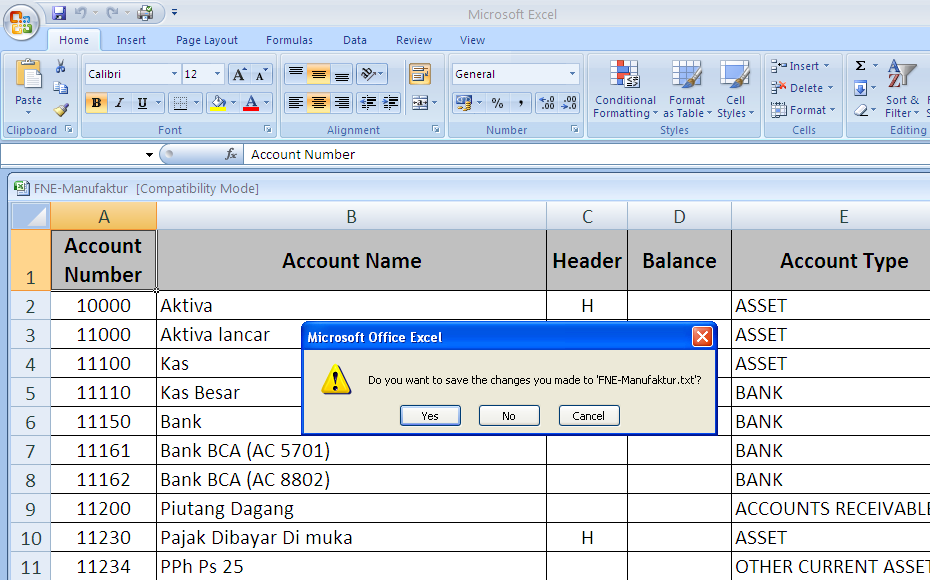 Microsoft Excel
Home Insert Page Layout Formulas Data Review View
Calibri 12 General Insert Σ
Paste B I U % , Conditional Formatting Format as Table Cell Styles Delete Sort & Filter
Format
Clipboard Font Alignment Number Styles Cells Editing
fx Account Number
FNE-Manufaktur [Compatibility Mode]
A B C D E
1 Account Number Account Name Header Balance Account Type
2 10000 Aktiva H ASSET
3 11000 Aktiva lancar ASSET
4 11100 Kas ASSET
5 11110 Kas Besar BANK
6 11150 Bank BANK
7 11161 Bank BCA (AC 5701) BANK
8 11162 Bank BCA (AC 8802) BANK
9 11200 Piutang Dagang ACCOUNTS RECEIVABLE
10 11230 Pajak Dibayar Di muka H ASSET
11 11234 PPh Ps 25 OTHER CURRENT ASSET
Microsoft Office Excel
Do you want to save the changes you made to 'FNE-Manufaktur.txt'?
Yes No Cancel